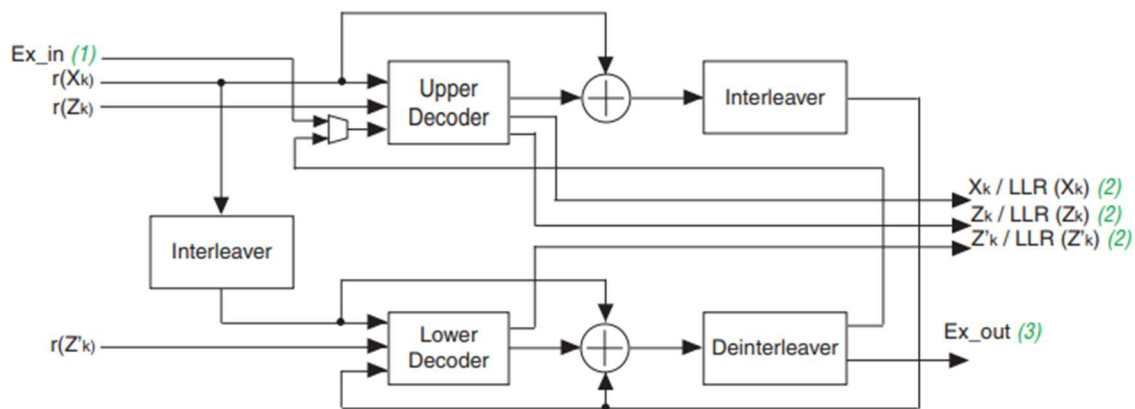 Ex_in (1)
r(Xk)
r(Zk)
Upper
Decoder
Interleaver
Xk / LLR (Xk) (2)
Zk / LLR (Zk) (2)
Z'k / LLR (Z'k) (2)
Interleaver
r(Z'k)
Lower
Decoder
Deinterleaver
Ex_out (3)